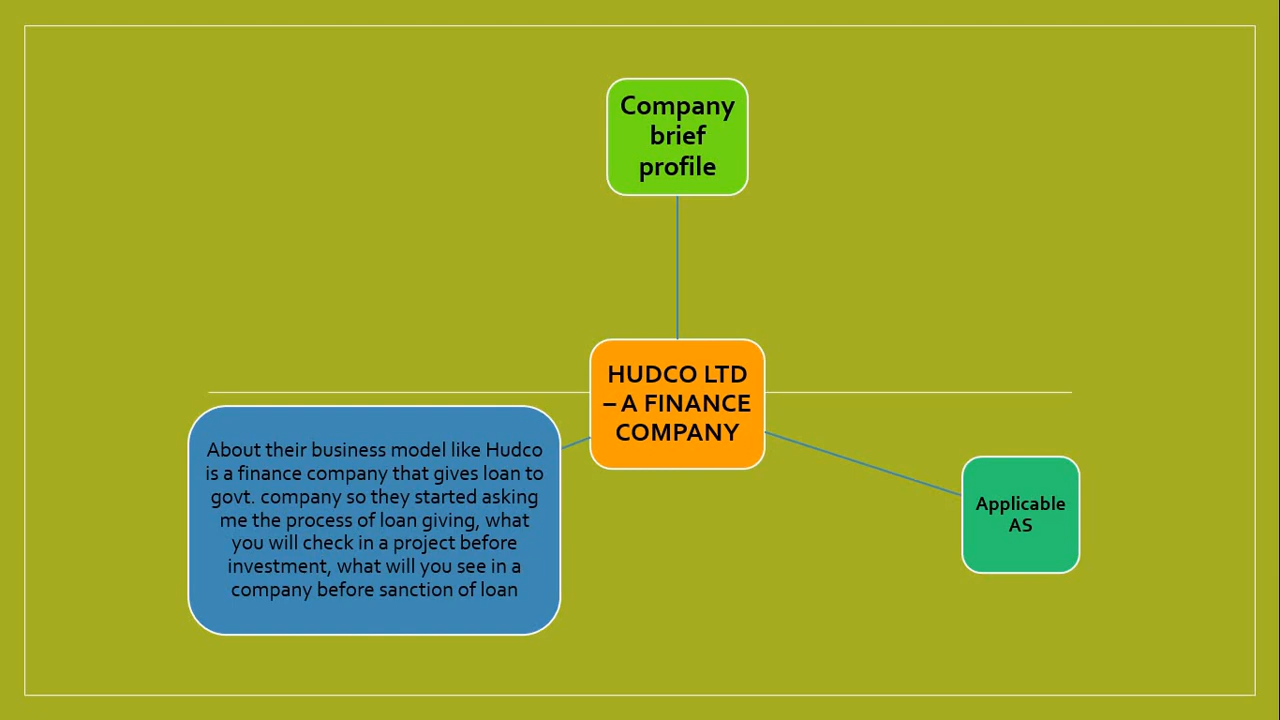 Company
brief
profile
HUDCO LTD
– A FINANCE
COMPANY
About their business model like Hudco
is a finance company that gives loan to
govt. company so they started asking
me the process of loan giving, what
you will check in a project before
investment, what will you see in a
company before sanction of loan
Applicable
AS